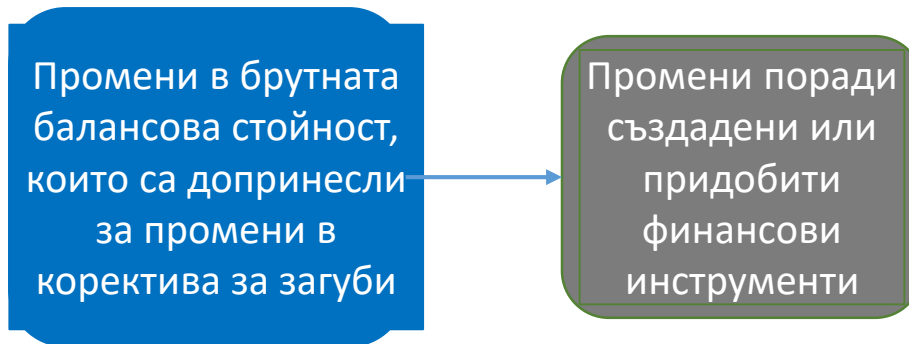 Промени в брутната
балансова стойност,
които са допринесли
за промени в
коректива за загуби
Промени поради
създадени или
придобити
финансови
инструменти